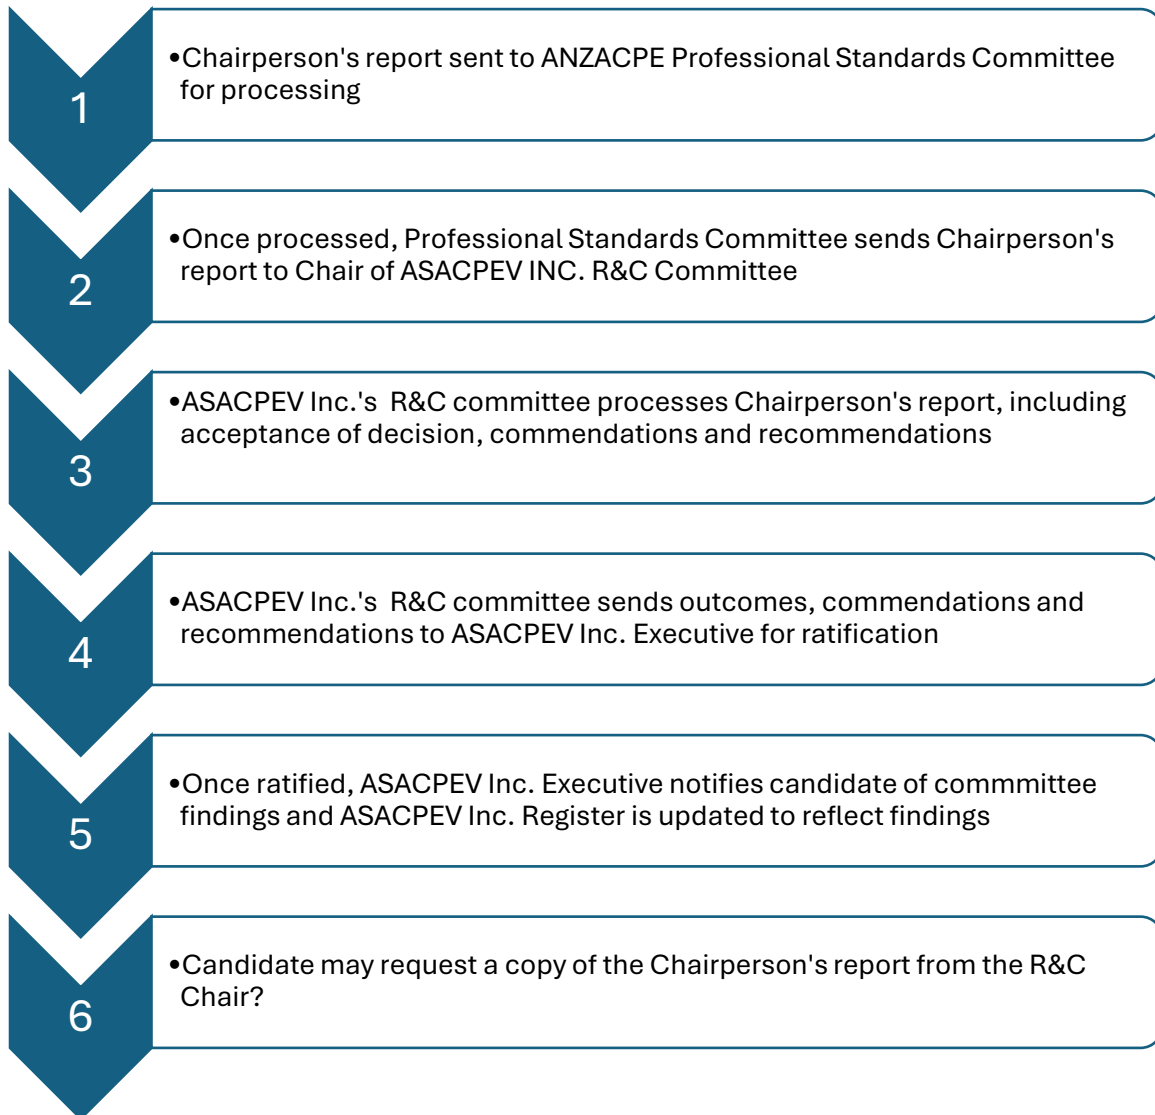 1
•Chairperson's report sent to ANZACPE Professional Standards Committee
for processing
2
•Once processed, Professional Standards Committee sends Chairperson's
report to Chair of ASACPEV INC. R&C Committee
3
•ASACPEV Inc.'s  R&C committee processes Chairperson's report, including
acceptance of decision, commendations and recommendations
4
•ASACPEV Inc.'s  R&C committee sends outcomes, commendations and
recommendations to ASACPEV Inc. Executive for ratification
5
•Once ratified, ASACPEV Inc. Executive notifies candidate of commmittee
findings and ASACPEV Inc. Register is updated to reflect findings
6
•Candidate may request a copy of the Chairperson's report from the R&C
Chair?